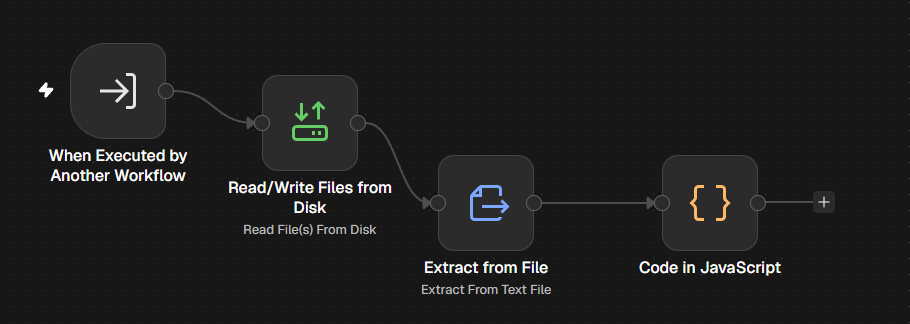 When Executed by
Another Workflow
Read/Write Files from
Disk
Read File(s) From Disk
Extract from File
Extract From Text File
Code in JavaScript